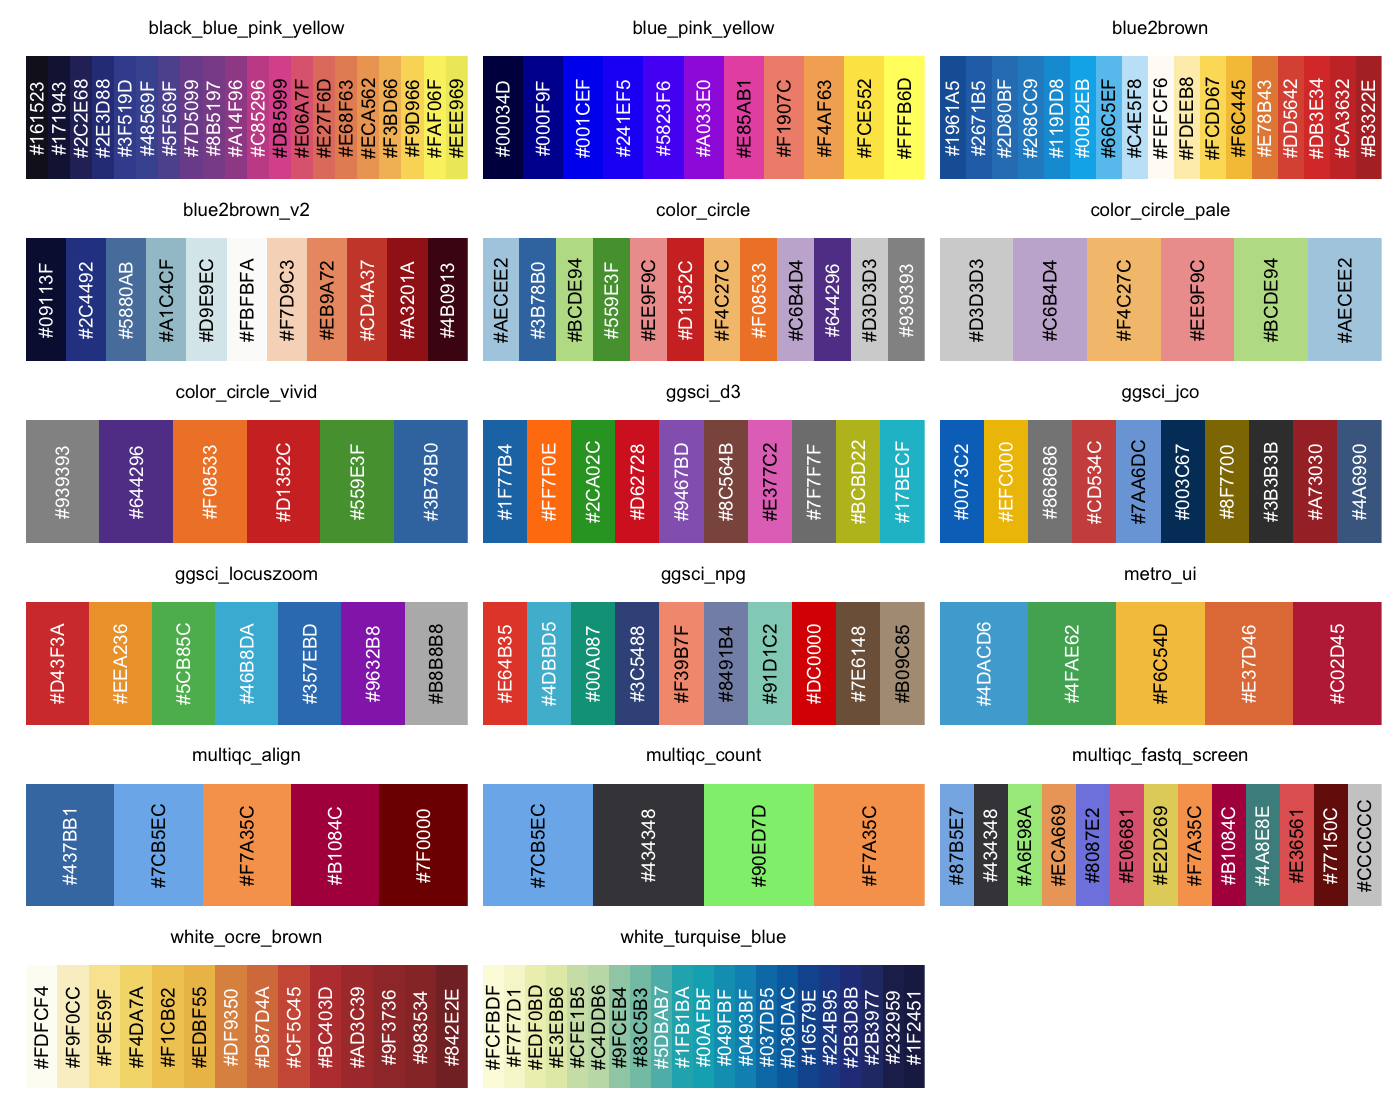 black_blue_pink_yellow
#161523
#171943
#2C2E68
#2E3D88
#3F519D
#48569F
#5F569F
#7D5099
#8B5197
#A14F96
#C85296
#DB5999
#E06A7F
#E27F6D
#E68F63
#ECA562
#F3BD66
#F9D966
#FAF06F
#EEE969
blue_pink_yellow
#00034D
#000F9F
#001CEF
#241EF5
#5823F6
#A033E0
#E85AB1
#F1907C
#F4AF63
#FCE552
#FFFB6D
blue2brown
#1961A5
#2671B5
#2D80BF
#268CC9
#119DD8
#00B2EB
#66C5EF
#C4E5F8
#FEFCF6
#FDEEB8
#FCDD67
#F6C445
#E78B43
#DD5642
#DB3E34
#CA3632
#B3322E
blue2brown_v2
#09113F
#2C4492
#5880AB
#A1C4CF
#D9E9EC
#FBFBFA
#F7D9C3
#EB9A72
#CD4A37
#A3201A
#4B0913
color_circle
#AECEE2
#3B78B0
#BCDE94
#559E3F
#EE9F9C
#D1352C
#F4C27C
#F08533
#C6B4D4
#644296
#D3D3D3
#939393
color_circle_pale
#D3D3D3
#C6B4D4
#F4C27C
#EE9F9C
#BCDE94
#AECEE2
color_circle_vivid
#939393
#644296
#F08533
#D1352C
#559E3F
#3B78B0
ggsci_d3
#1F77B4
#FF7F0E
#2CA02C
#D62728
#9467BD
#8C564B
#E377C2
#7F7F7F
#BCBD22
#17BECF
ggsci_jco
#0073C2
#EFC000
#868686
#CD534C
#7AA6DC
#003C67
#8F7700
#3B3B3B
#A73030
#4A6990
ggsci_locuszoom
#D43F3A
#EEA236
#5CB85C
#46B8DA
#357EBD
#9632B8
#B8B8B8
ggsci_npg
#E64B35
#4DBBD5
#00A087
#3C5488
#F39B7F
#8491B4
#91D1C2
#DC0000
#7E6148
#B09C85
metro_ui
#4DACD6
#4FAE62
#F6C54D
#E37D46
#C02D45
multiqc_align
#437BB1
#7CB5EC
#F7A35C
#B1084C
#7F0000
multiqc_count
#7CB5EC
#434348
#90ED7D
#F7A35C
multiqc_fastq_screen
#87B5E7
#434348
#A6E98A
#ECA669
#8087E2
#E06681
#E2D269
#F7A35C
#B1084C
#4A8E8E
#E36561
#77150C
#CCCCCC
white_ocre_brown
#FDFCF4
#F9F0CC
#F9E59F
#F4DA7A
#F1CB62
#EDBF55
#DF9350
#D87D4A
#CF5C45
#BC403D
#AD3C39
#9F3736
#983534
#842E2E
white_turquise_blue
#FCFBDF
#F7F7D1
#EDF0BD
#E3EBB6
#CFE1B5
#C4DDB6
#9FCEB4
#83C5B3
#5DBAB7
#1FB1BA
#00AFBF
#049FBF
#0493BF
#037DB5
#036DAC
#16579E
#224B95
#2B3D8B
#2B3977
#232959
#1F2451